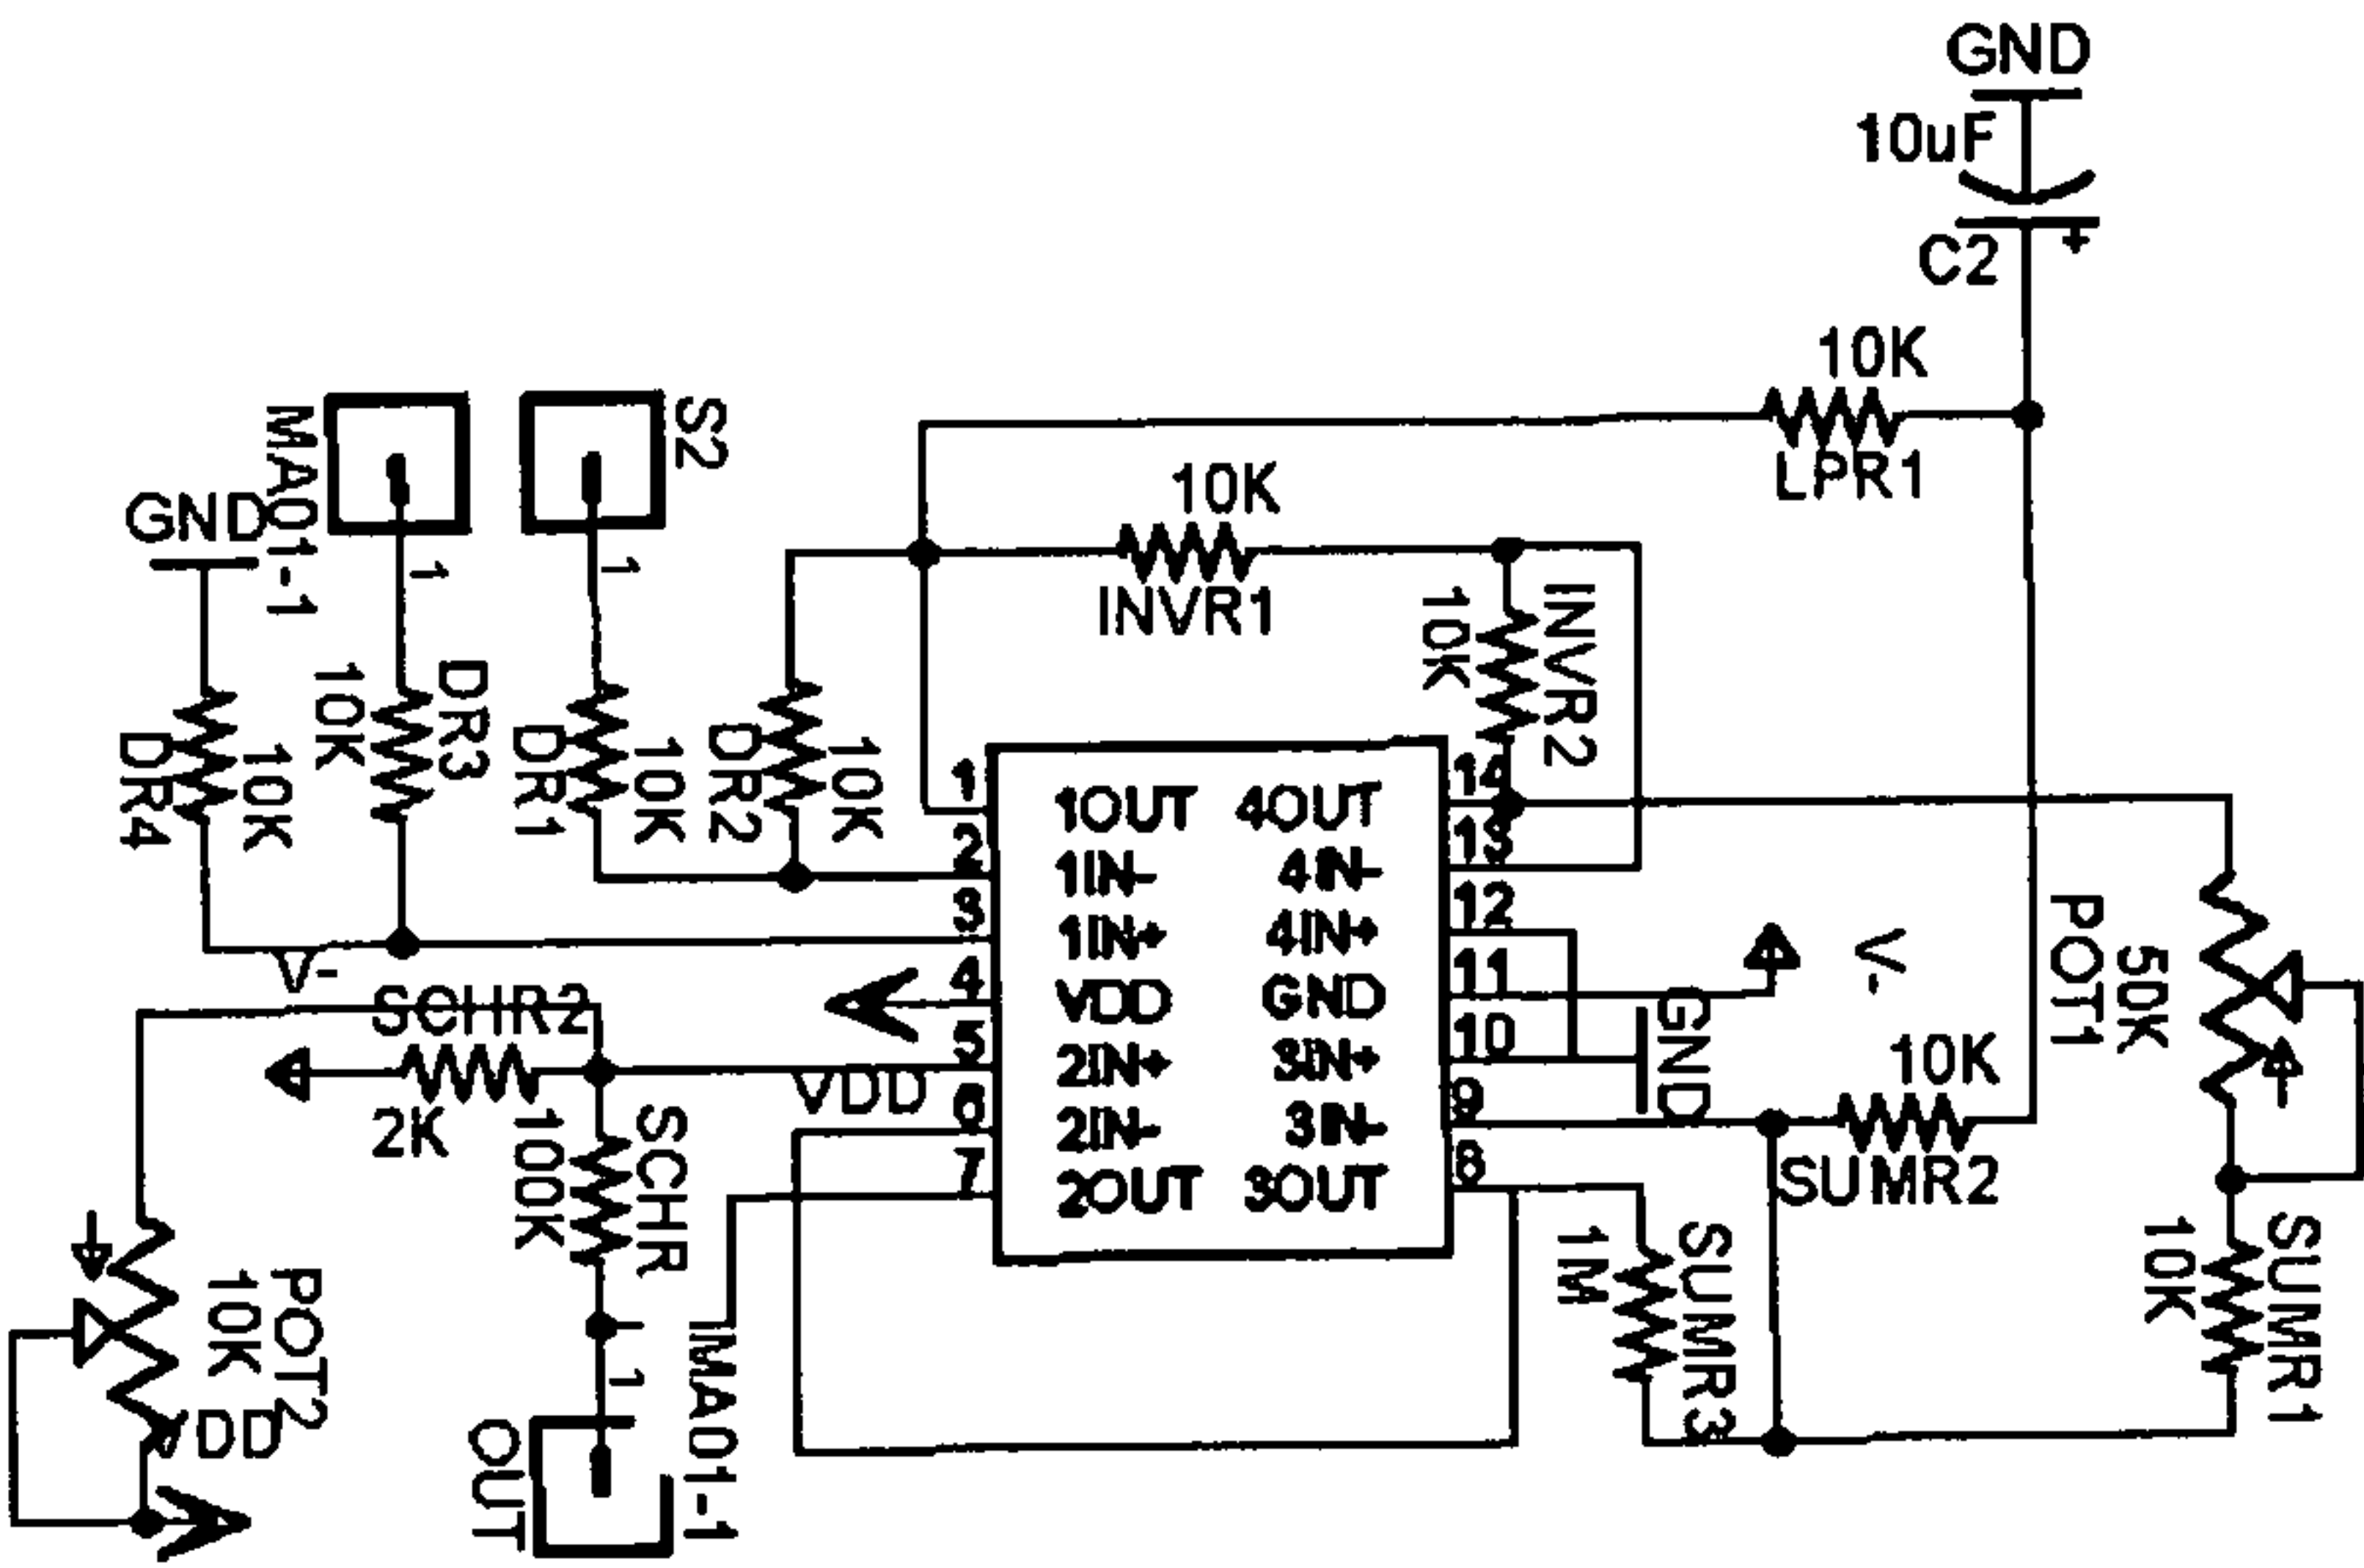 GND
10uF
C2
10K
LPR1
S2
MA01-1
GND
1
1
10K
INVR1
10K
INVR2
DR3
10K
DR4
10K
DR1
10K
DR2
10K
1
2
3
4
5
6
7
14
13
12
11
10
9
8
1OUT
4OUT
1IN-
4IN-
1IN+
4IN+
VDD
GND
2IN+
3IN+
2IN-
3IN-
2OUT
3OUT
V-
V-
GND
POT1
50K
SCHR2
2K
VDD
10K
SUMR2
SCHR
100K
SUMR1
10K
SUMR3
1M
POT2
10K
VDD
1
MA01-1
OUT